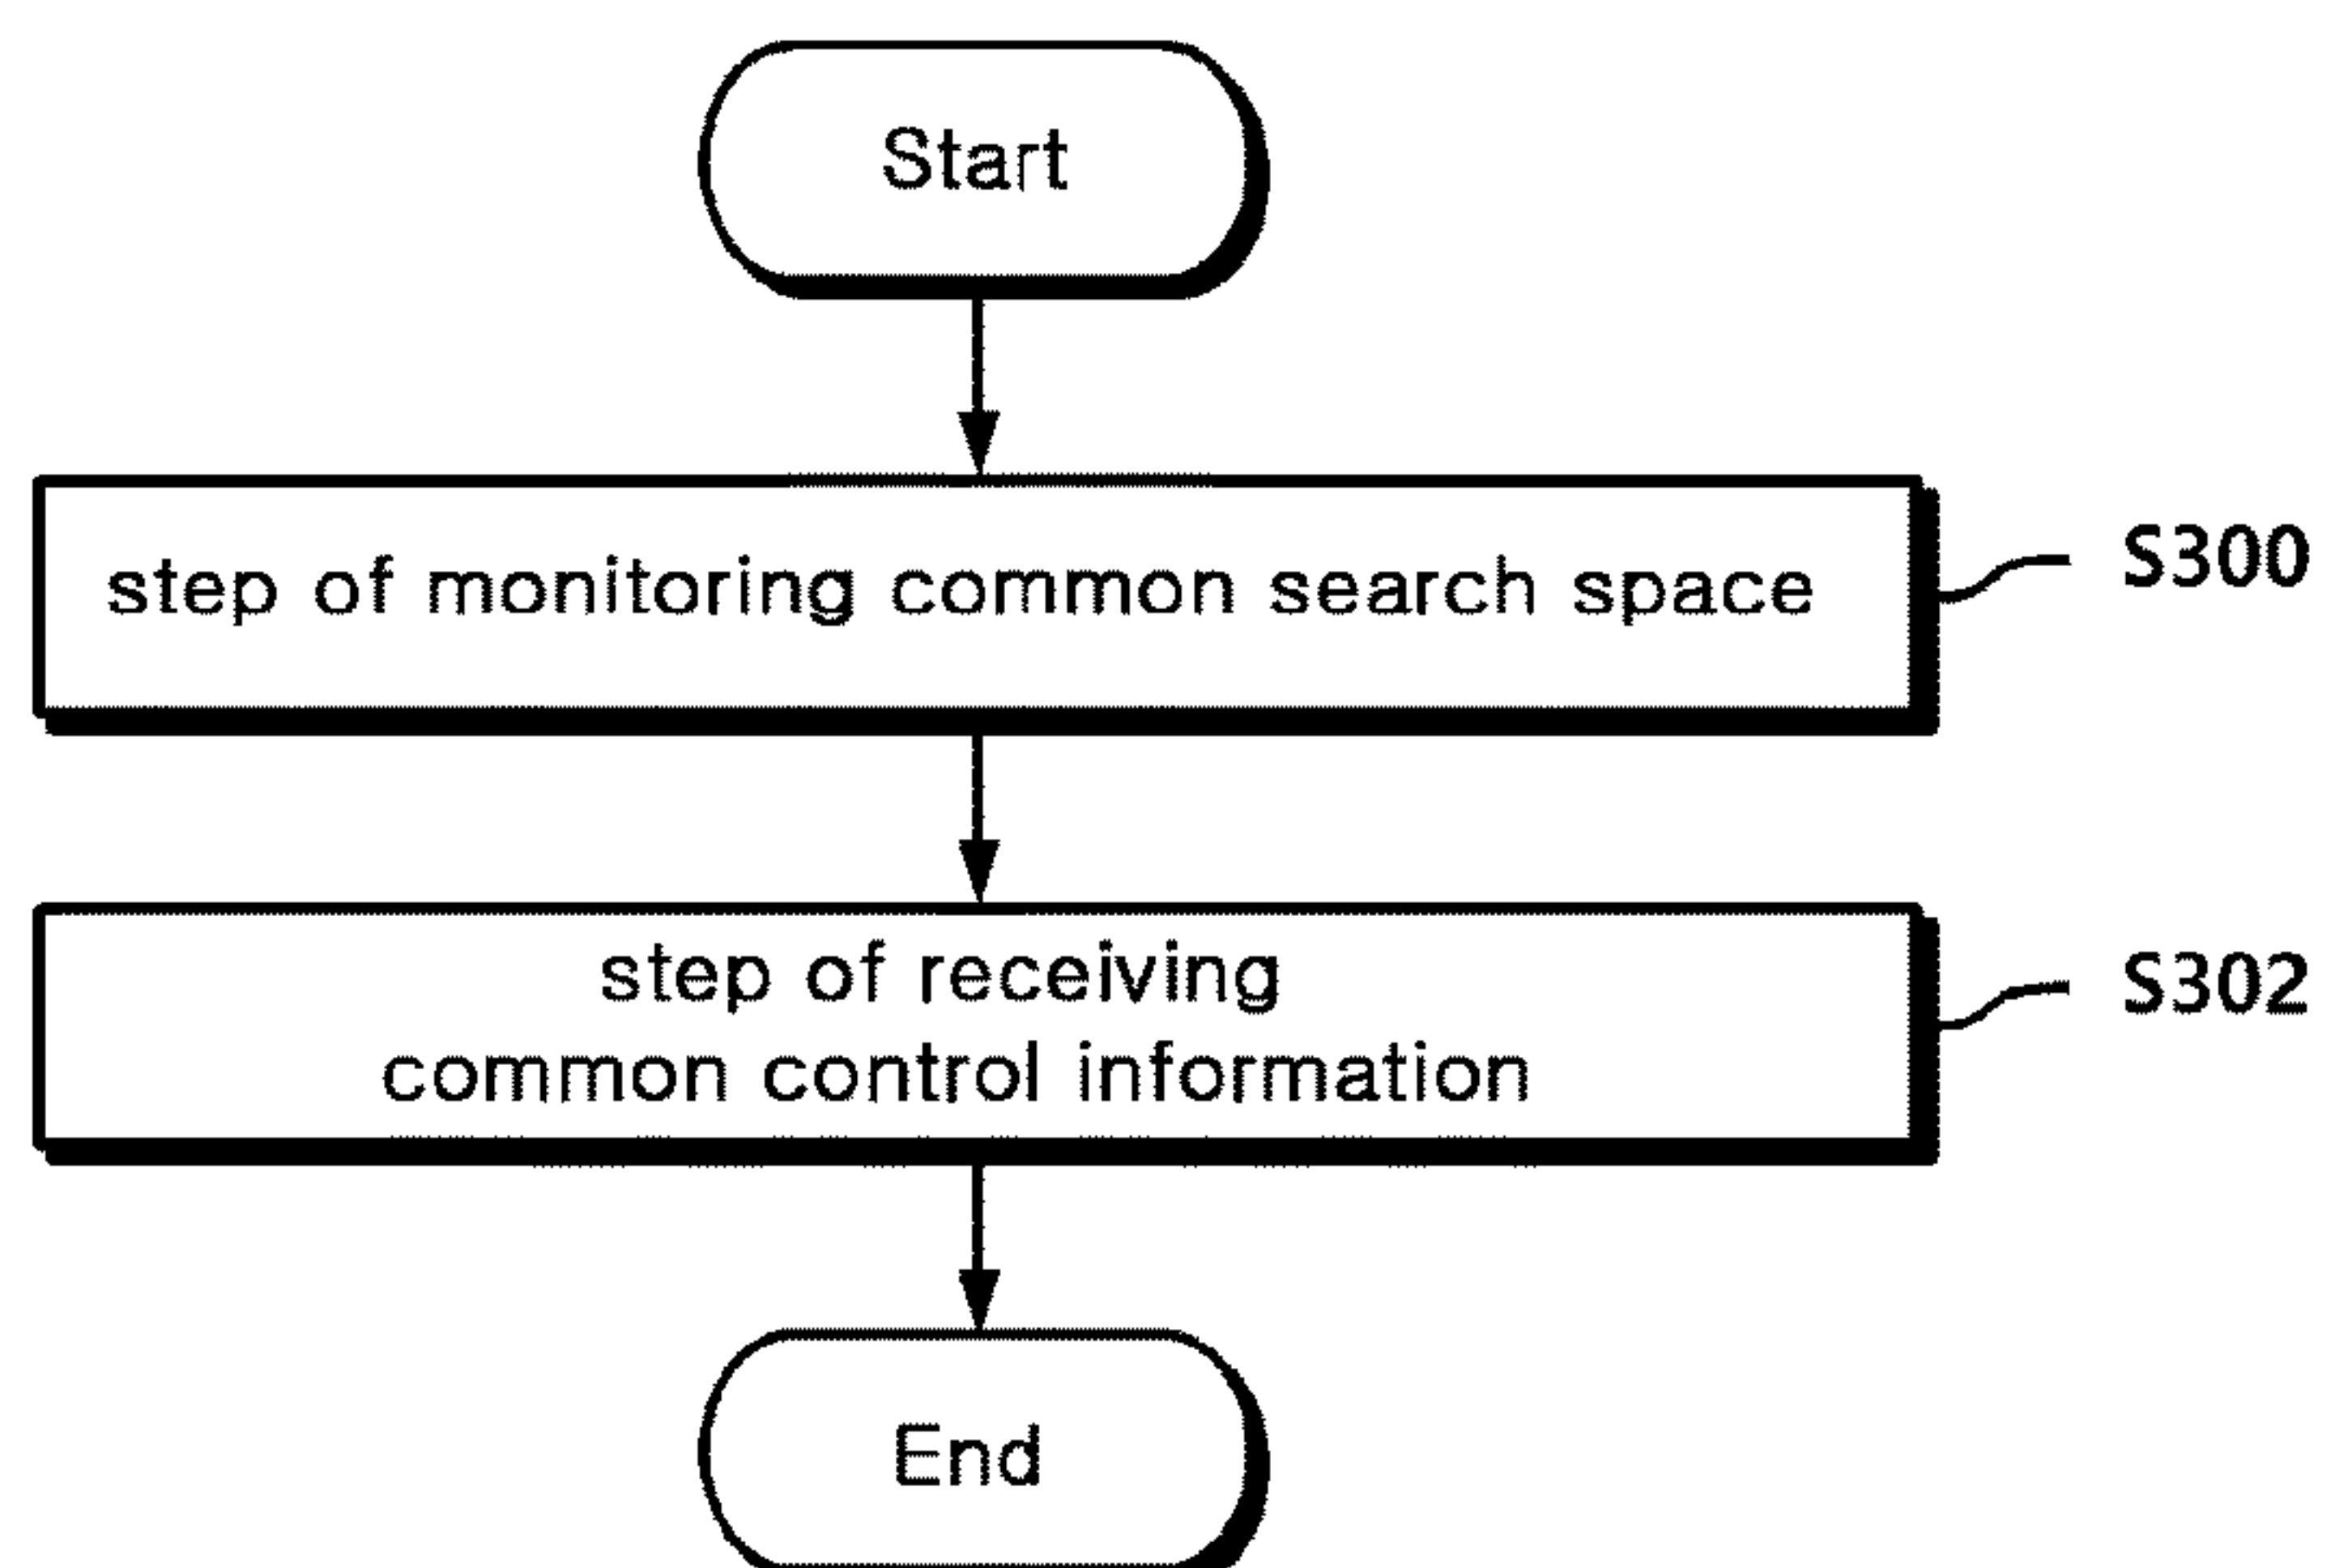 Start
step of monitoring common search space
S300
step of receiving
common control information
S302
End